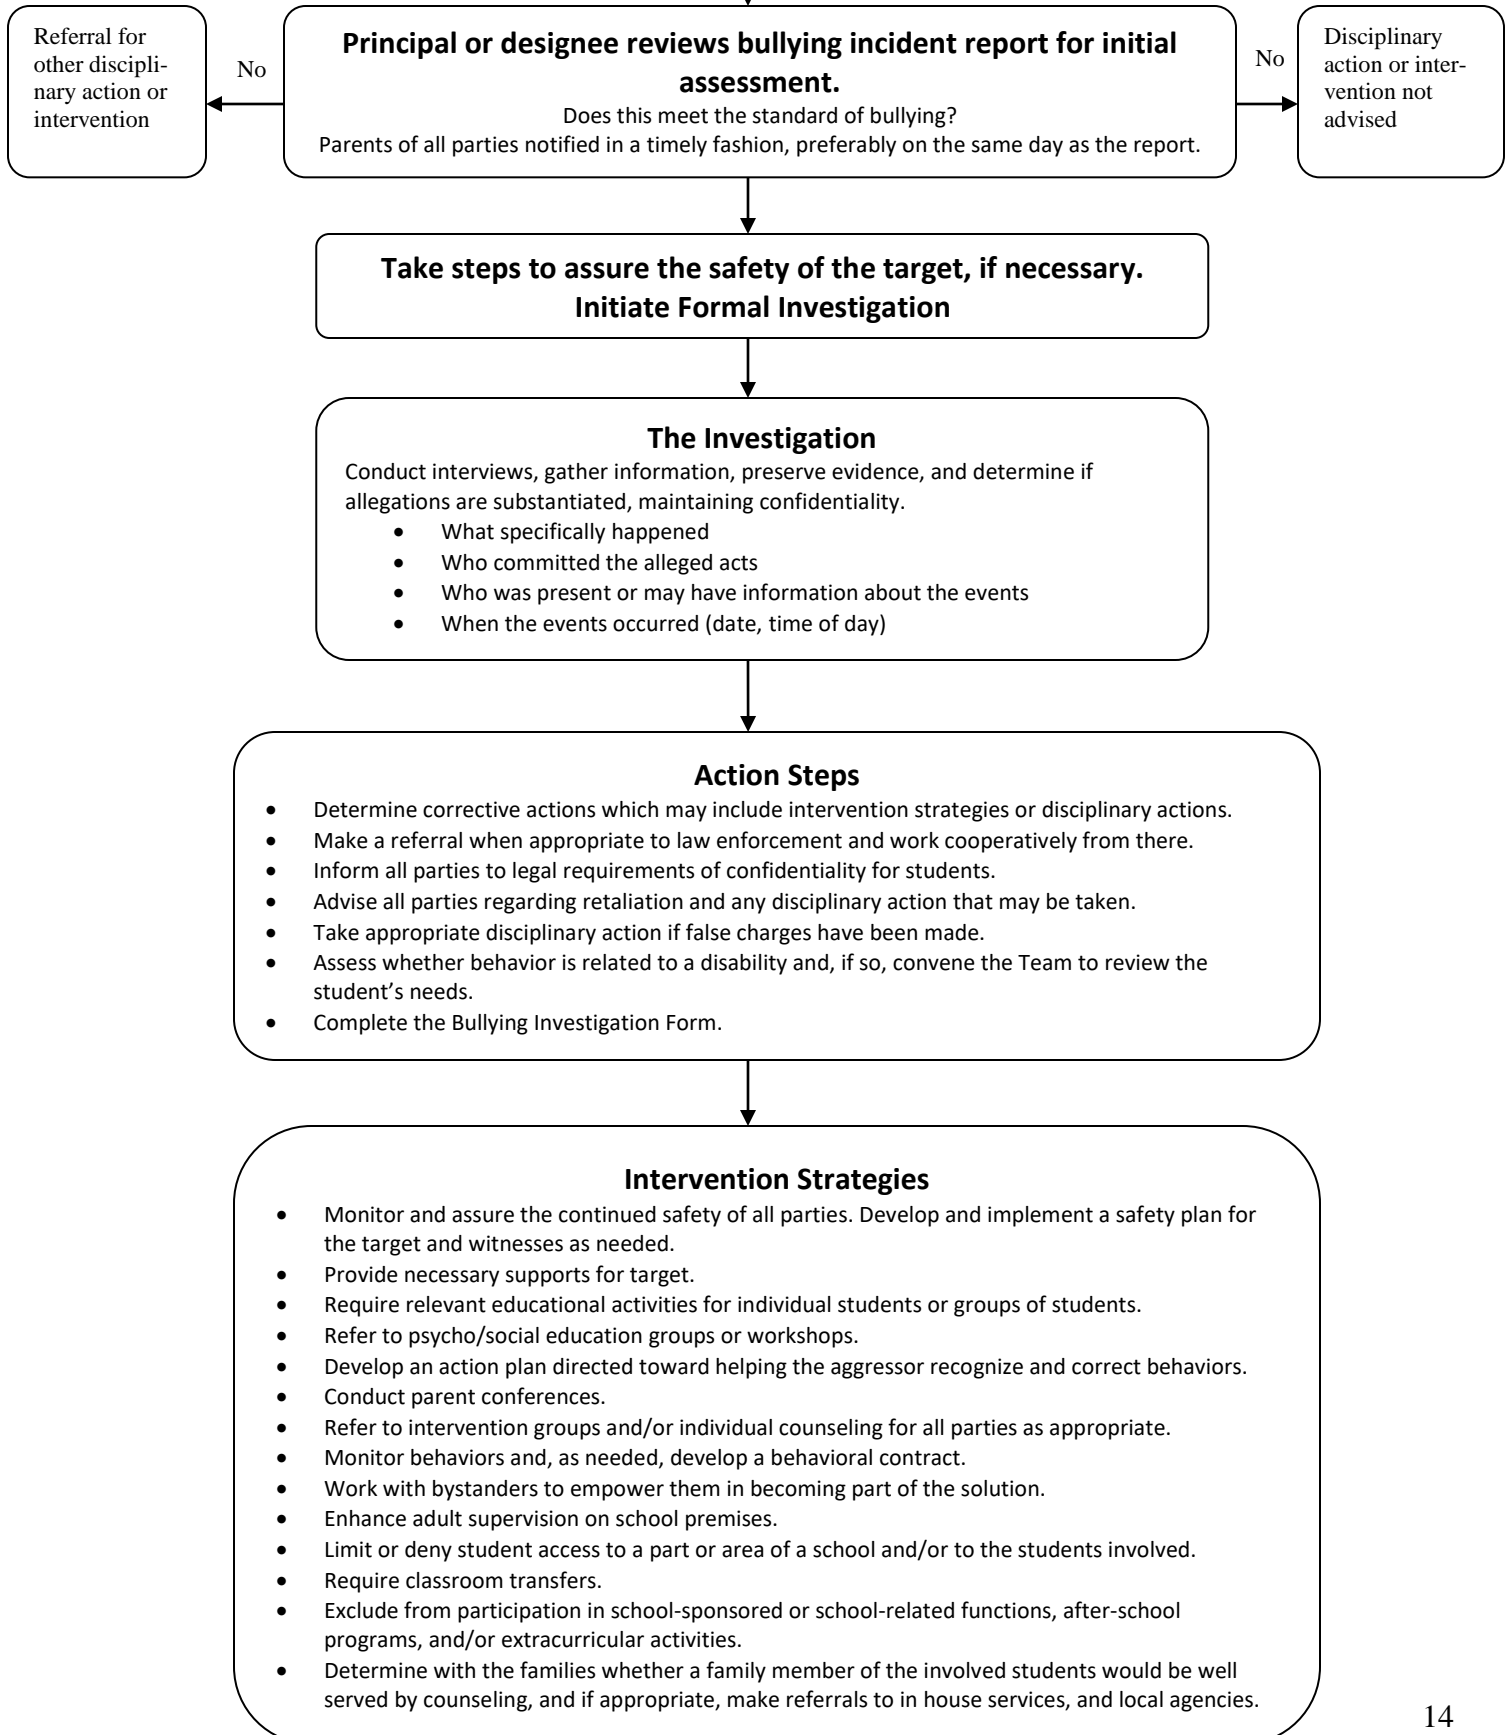 Referral for
other discipli-
nary action or
intervention
No
Principal or designee reviews bullying incident report for initial
assessment.
Does this meet the standard of bullying?
Parents of all parties notified in a timely fashion, preferably on the same day as the report.
No
Disciplinary
action or inter-
vention not
advised
Take steps to assure the safety of the target, if necessary.
Initiate Formal Investigation
The Investigation
Conduct interviews, gather information, preserve evidence, and determine if
allegations are substantiated, maintaining confidentiality.
• What specifically happened
• Who committed the alleged acts
• Who was present or may have information about the events
• When the events occurred (date, time of day)
Action Steps
• Determine corrective actions which may include intervention strategies or disciplinary actions.
• Make a referral when appropriate to law enforcement and work cooperatively from there.
• Inform all parties to legal requirements of confidentiality for students.
• Advise all parties regarding retaliation and any disciplinary action that may be taken.
• Take appropriate disciplinary action if false charges have been made.
• Assess whether behavior is related to a disability and, if so, convene the Team to review the
student’s needs.
• Complete the Bullying Investigation Form.
Intervention Strategies
• Monitor and assure the continued safety of all parties. Develop and implement a safety plan for
the target and witnesses as needed.
• Provide necessary supports for target.
• Require relevant educational activities for individual students or groups of students.
• Refer to psycho/social education groups or workshops.
• Develop an action plan directed toward helping the aggressor recognize and correct behaviors.
• Conduct parent conferences.
• Refer to intervention groups and/or individual counseling for all parties as appropriate.
• Monitor behaviors and, as needed, develop a behavioral contract.
• Work with bystanders to empower them in becoming part of the solution.
• Enhance adult supervision on school premises.
• Limit or deny student access to a part or area of a school and/or to the students involved.
• Require classroom transfers.
• Exclude from participation in school-sponsored or school-related functions, after-school
programs, and/or extracurricular activities.
• Determine with the families whether a family member of the involved students would be well
served by counseling, and if appropriate, make referrals to in house services, and local agencies.
14